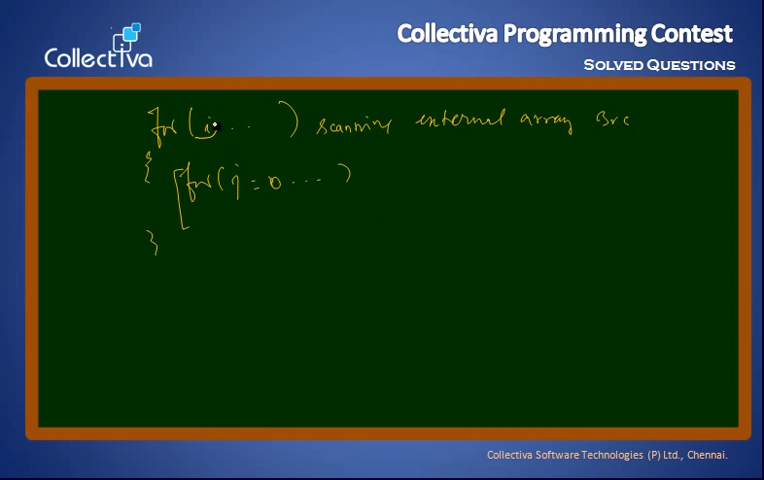 Collectiva
Collectiva Programming Contest
SOLVED QUESTIONS
for (i . . . ) scanning external array src
{
for (j = 0 . . . . )
}
Collectiva Software Technologies (P) Ltd., Chennai.